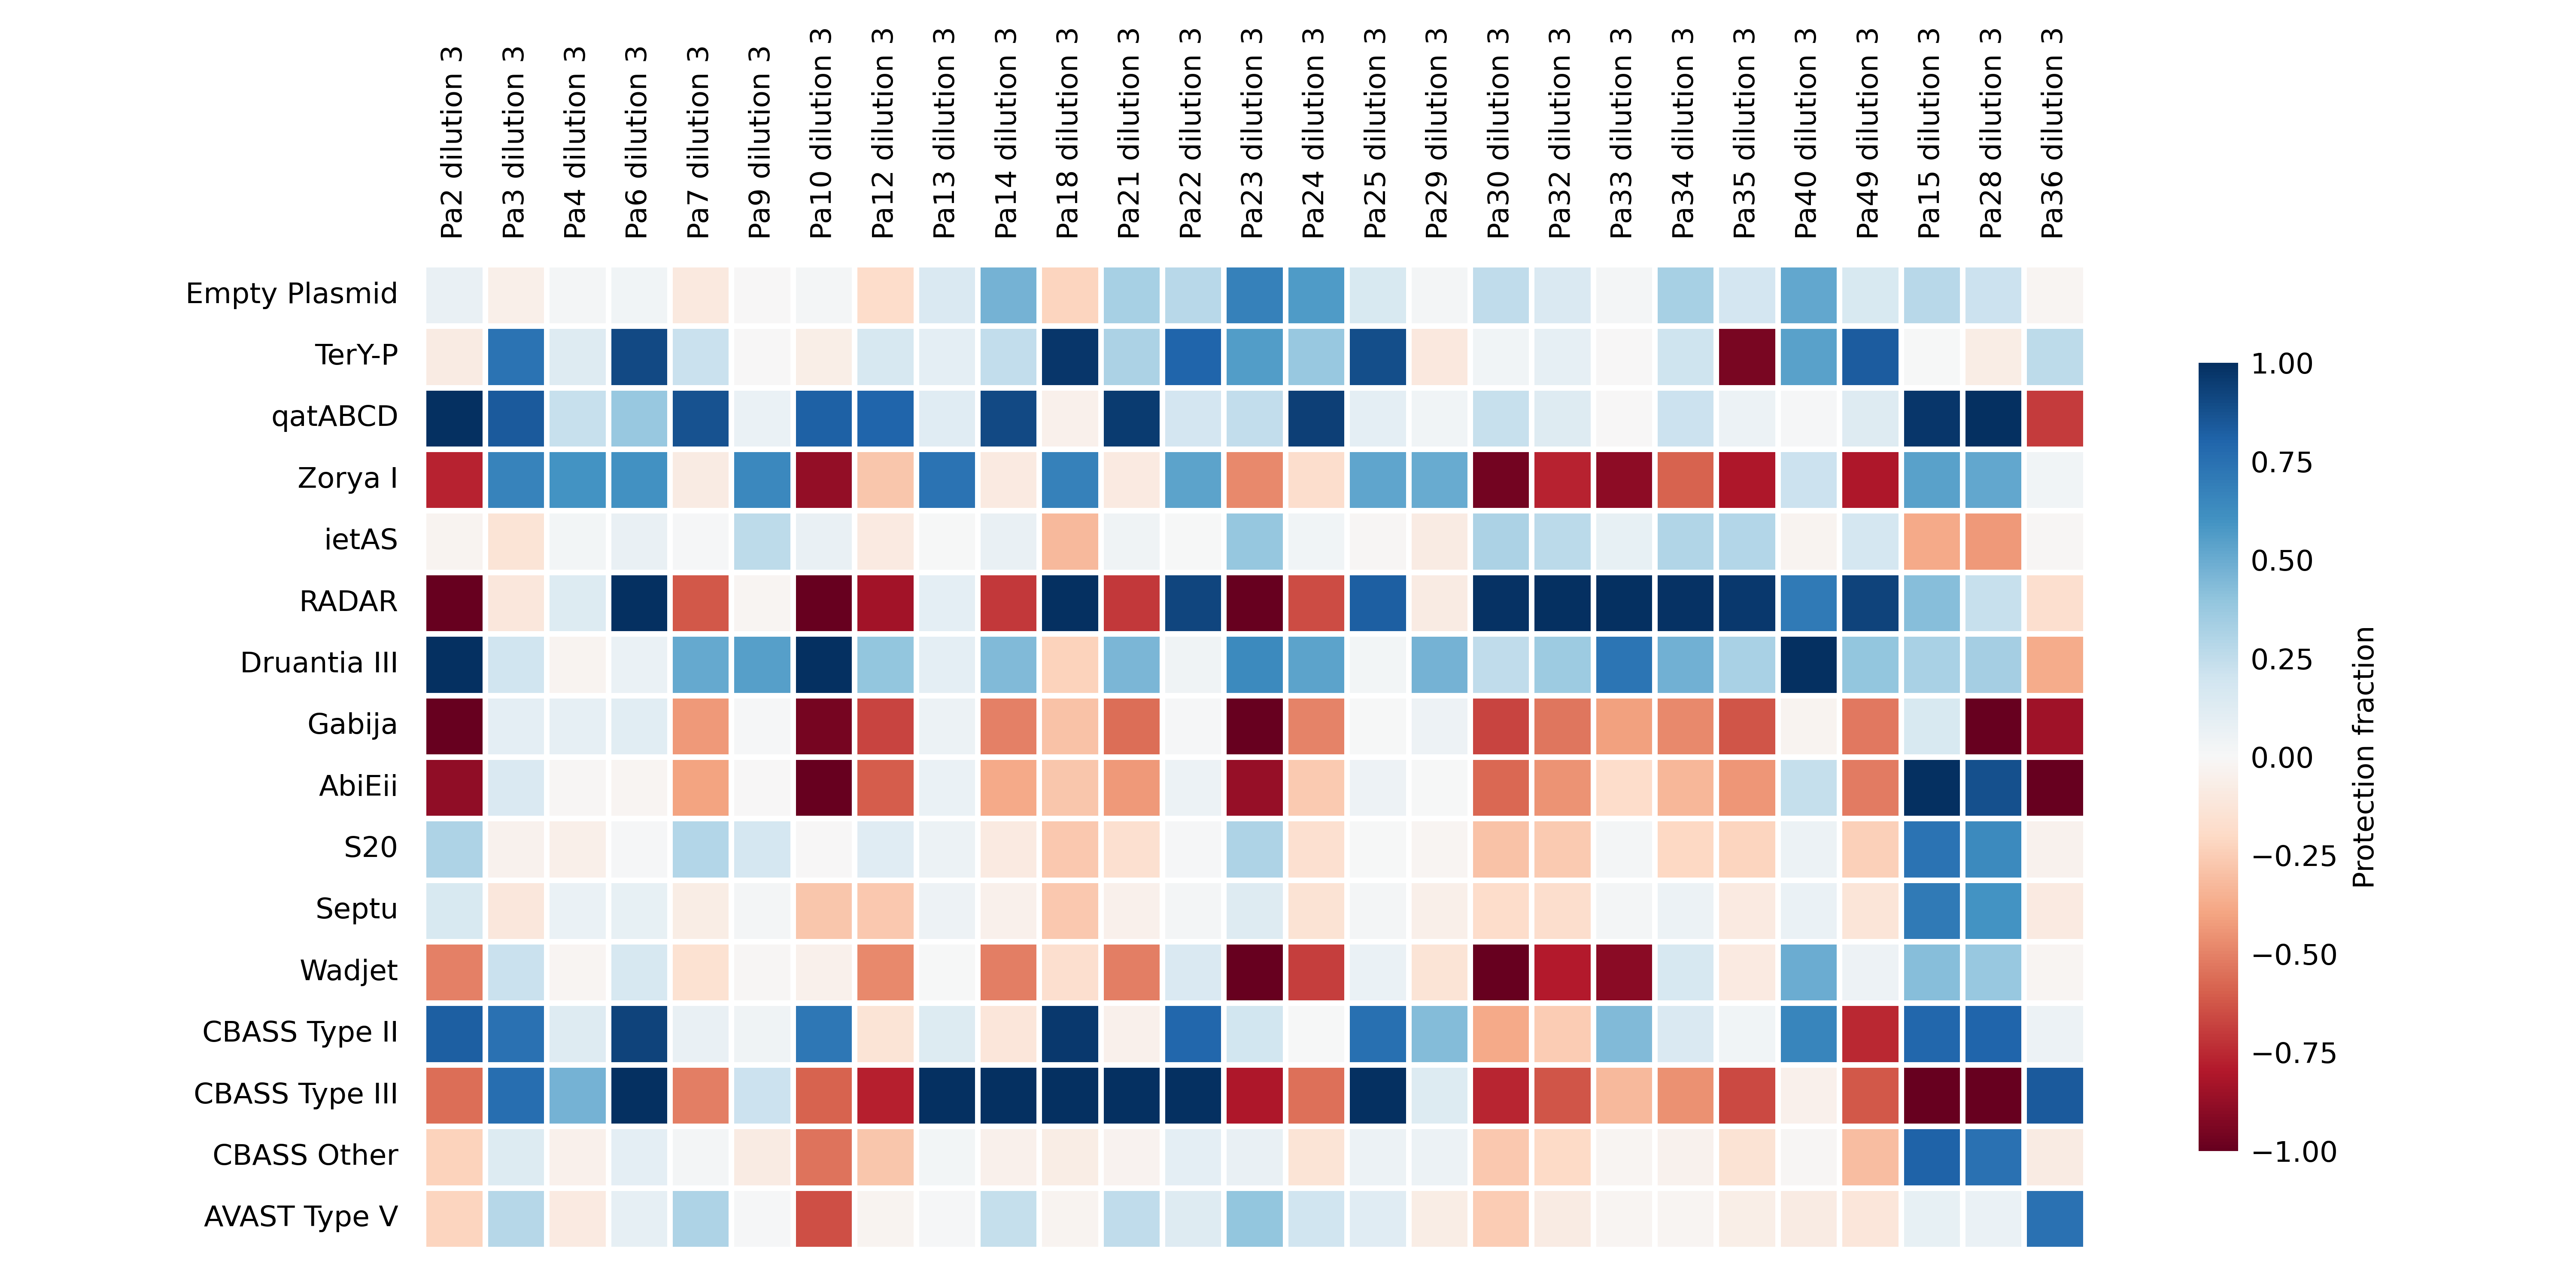 Pa2 dilution 3
Pa3 dilution 3
Pa4 dilution 3
Pa6 dilution 3
Pa7 dilution 3
Pa9 dilution 3
Pa10 dilution 3
Pa12 dilution 3
Pa13 dilution 3
Pa14 dilution 3
Pa18 dilution 3
Pa21 dilution 3
Pa22 dilution 3
Pa23 dilution 3
Pa24 dilution 3
Pa25 dilution 3
Pa29 dilution 3
Pa30 dilution 3
Pa32 dilution 3
Pa33 dilution 3
Pa34 dilution 3
Pa35 dilution 3
Pa40 dilution 3
Pa49 dilution 3
Pa15 dilution 3
Pa28 dilution 3
Pa36 dilution 3
Empty Plasmid
TerY-P
qatABCD
Zorya I
ietAS
RADAR
Druantia III
Gabija
AbiEii
S20
Septu
Wadjet
CBASS Type II
CBASS Type III
CBASS Other
AVAST Type V
1.00
0.75
0.50
0.25
0.00
−0.25
−0.50
−0.75
−1.00
Protection fraction